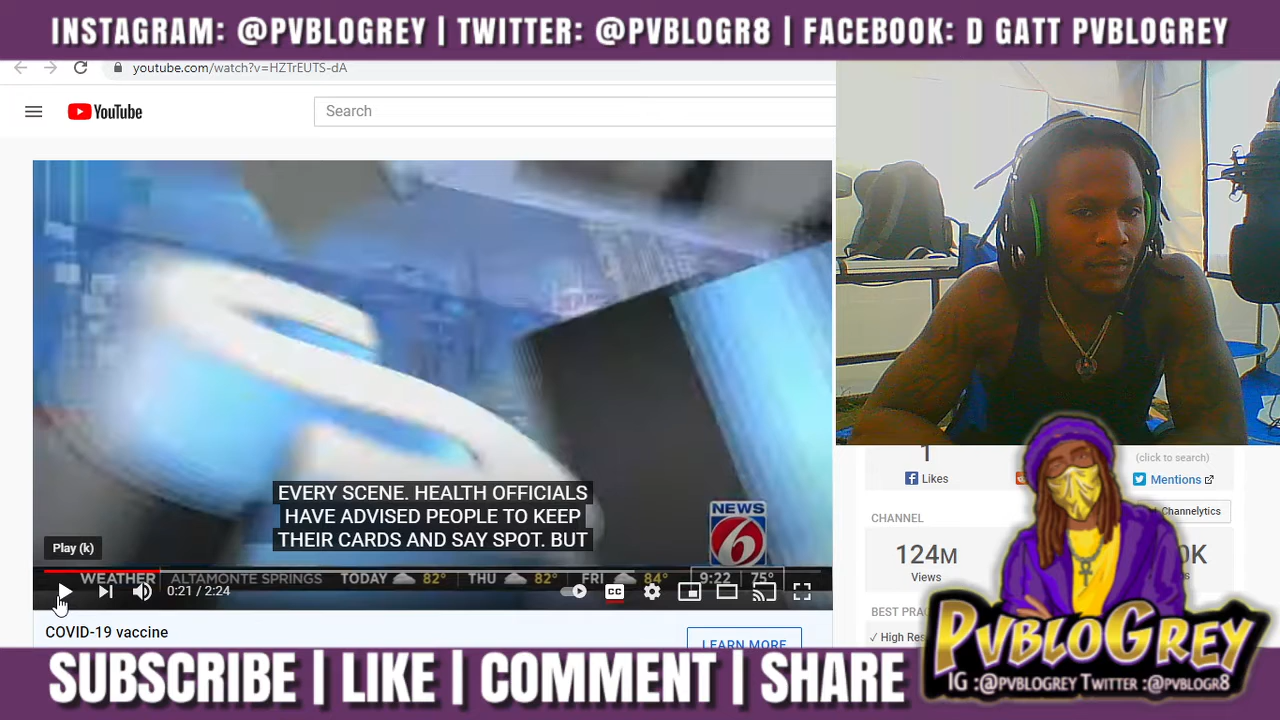 INSTAGRAM: @PVBLOGREY | TWITTER: @PVBLOGR8 | FACEBOOK: D GATT PVBLOGREY
youtube.com/watch?v=HZTrEUTS-dA
YouTube
Search
EVERY SCENE. HEALTH OFFICIALS
HAVE ADVISED PEOPLE TO KEEP
THEIR CARDS AND SAY SPOT. BUT
NEWS
6
Play (k)
WEATHER ALTAMONTE SPRINGS TODAY 82° THU 82° FRI 84° 9:22 75°
0:21 / 2:24
CC
COVID-19 vaccine
LEARN MORE
1
Likes
(click to search)
Mentions
CHANNEL
Channelytics
124M
Views
0K
BEST PRA
✓ High Res
SUBSCRIBE | LIKE | COMMENT | SHARE
PVBLOGREY
IG :@PVBLOGREY TWITTER :@PVBLOGR8